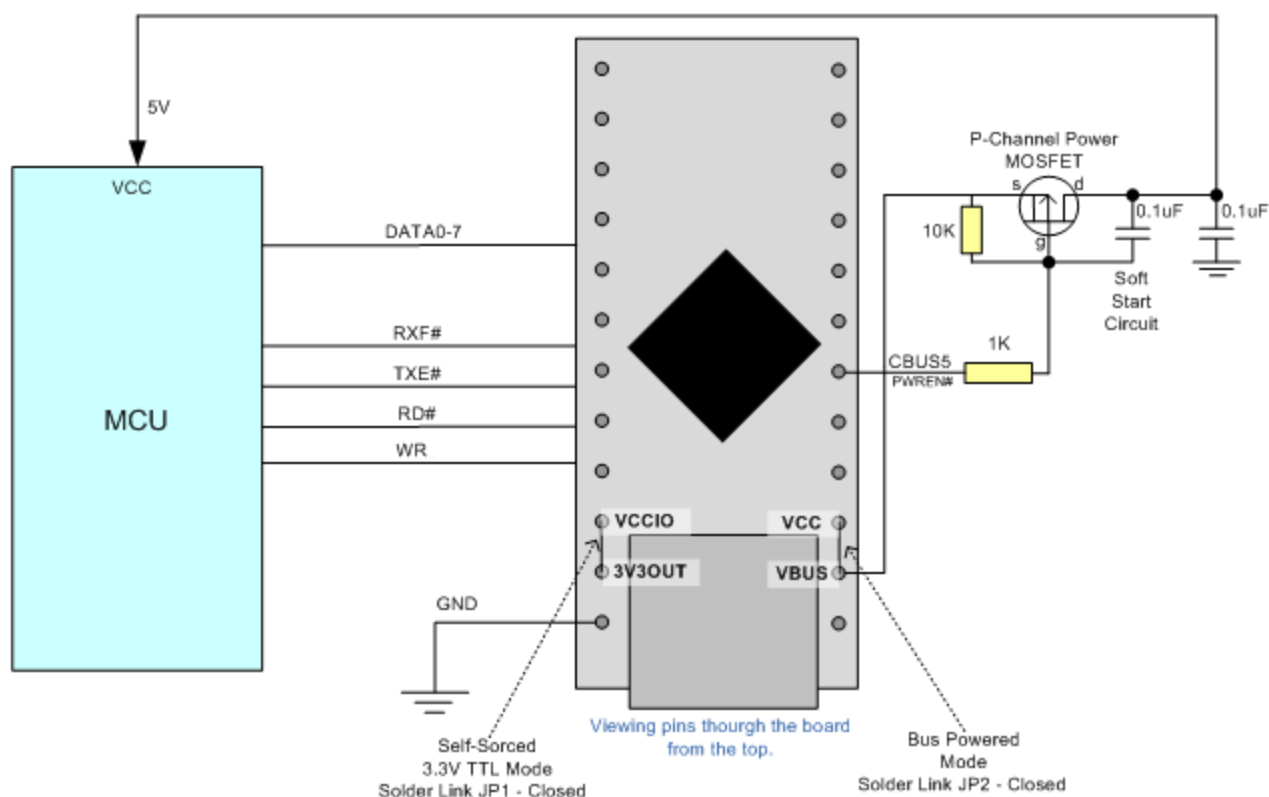 5V
P-Channel Power
MOSFET
VCC
s
d
DATA0-7
0.1uF
0.1uF
10K
g
Soft
Start
Circuit
RXF#
1K
CBUS5
TXE#
PWREN#
RD#
MCU
WR
VCCIO
VCC
3V3OUT
VBUS
GND
Viewing pins thourgh the board
from the top.
Self-Sorced
3.3V TTL Mode
Solder Link JP1 - Closed
Bus Powered
Mode
Solder Link JP2 - Closed